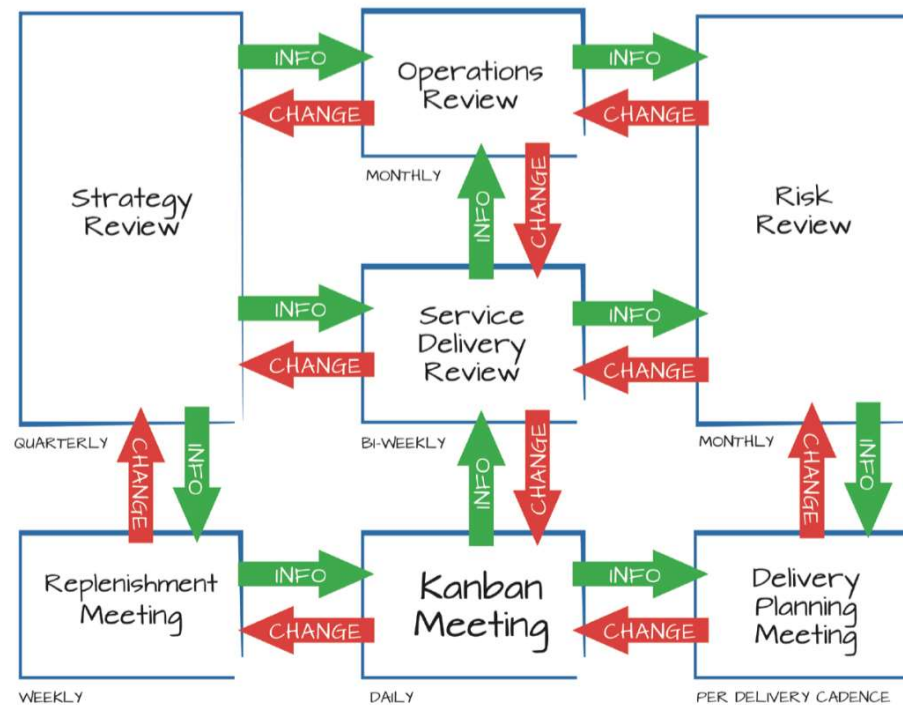 INFO
Operations
Review
INFO
CHANGE
CHANGE
MONTHLY
Strategy
Review
INFO
CHANGE
Risk
Review
INFO
Service
Delivery
Review
INFO
CHANGE
CHANGE
QUARTERLY
BI-WEEKLY
MONTHLY
CHANGE
INFO
INFO
CHANGE
CHANGE
INFO
Replenishment
Meeting
INFO
CHANGE
Kanban
Meeting
INFO
CHANGE
Delivery
Planning
Meeting
WEEKLY
DAILY
PER DELIVERY CADENCE